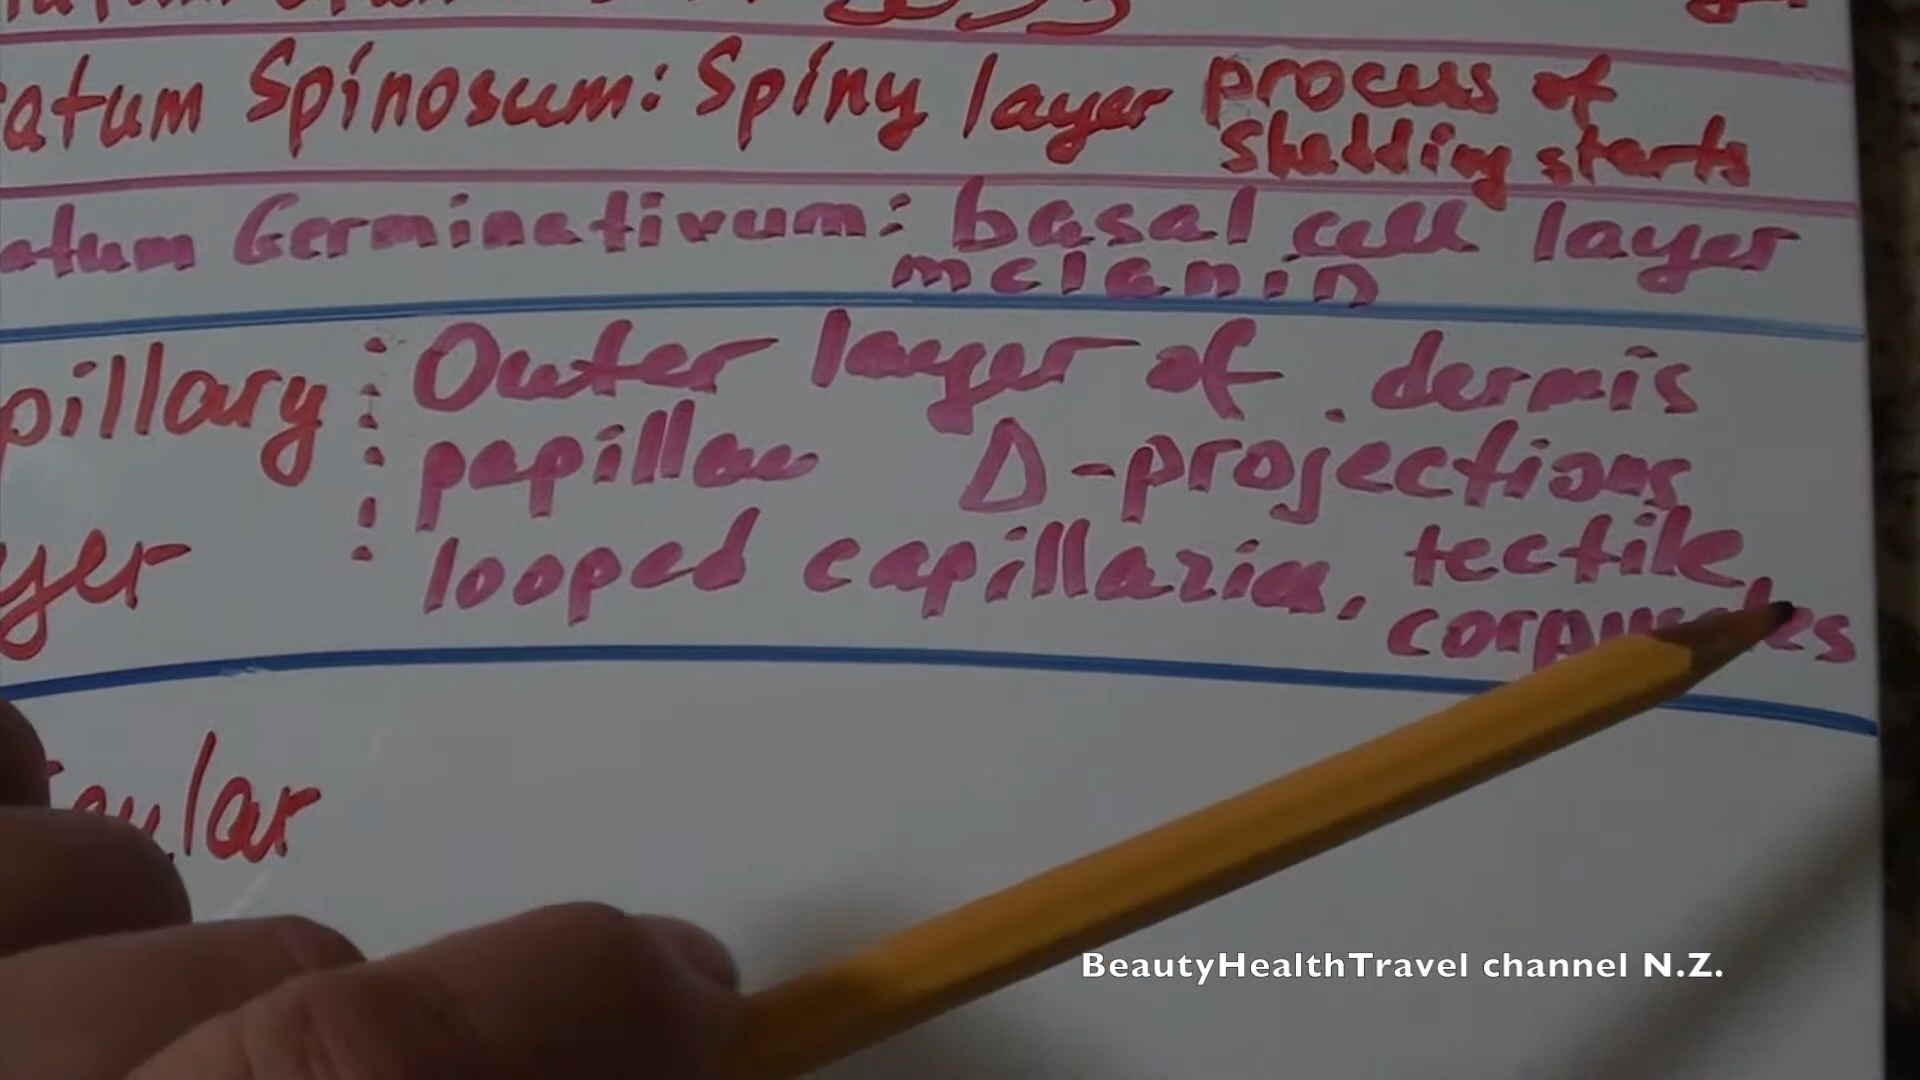 atum Spinosum: Spiny layer process of
shedding starts
atum Germinativum: basal cell layer
melanin
pillary : Outer layer of dermis
papillae Δ-projections
yer looped capillaries, tectile,
corpuscles
ular
BeautyHealthTravel channel N.Z.